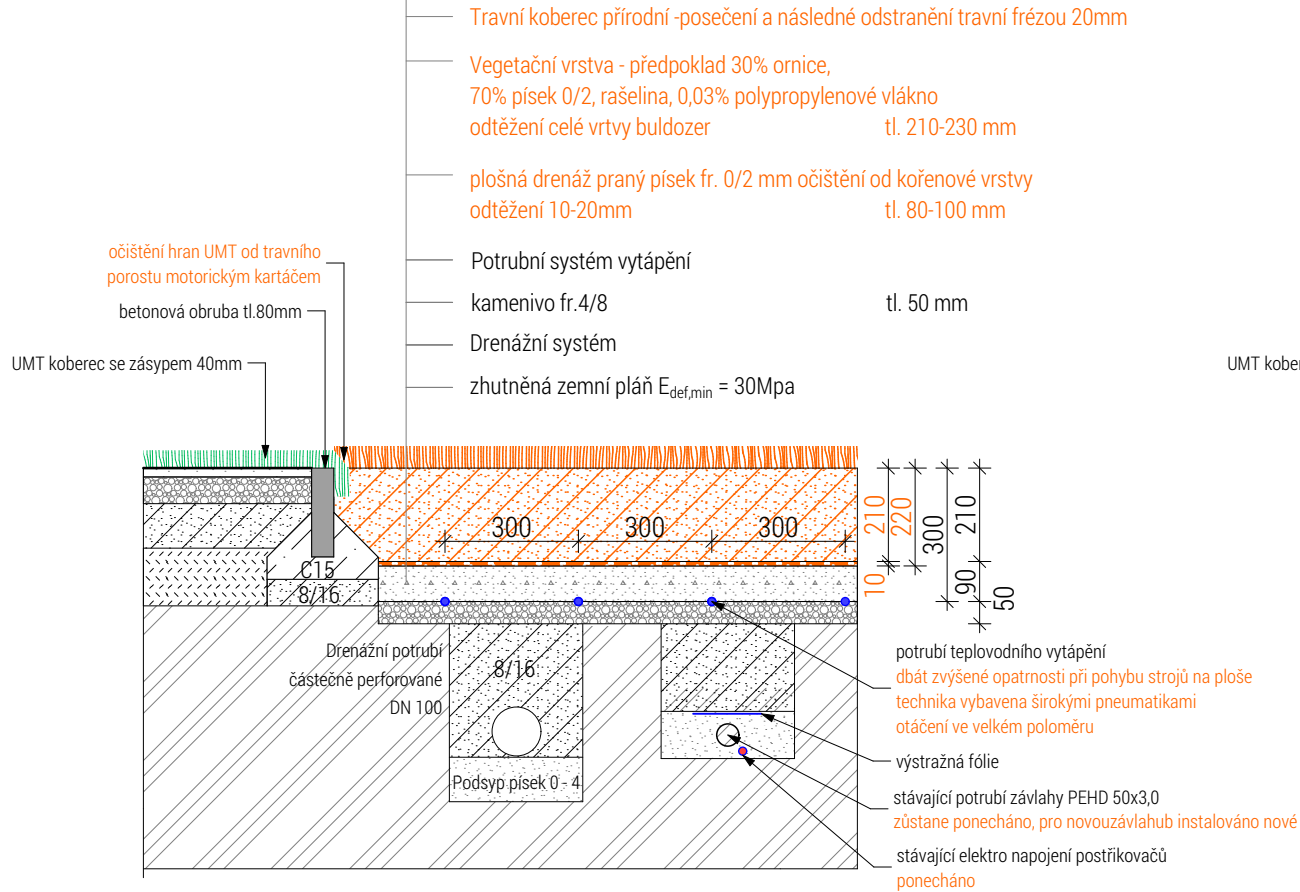 Travní koberec přírodní -posečení a následné odstranění travní frézou 20mm
Vegetační vrstva - předpoklad 30% ornice,
70% písek 0/2, rašelina, 0,03% polypropylenové vlákno
odtěžení celé vrtvy buldozer tl. 210-230 mm
plošná drenáž praný písek fr. 0/2 mm očištění od kořenové vrstvy
odtěžení 10-20mm tl. 80-100 mm
Potrubní systém vytápění
kamenivo fr.4/8 tl. 50 mm
Drenážní systém
zhutněná zemní pláň Edef,min = 30Mpa
očištění hran UMT od travního
porostu motorickým kartáčem
betonová obruba tl.80mm
UMT koberec se zásypem 40mm
UMT kober
300 300 300
210
220
300
210
10
90
50
C15
8/16
Drenážní potrubí
částečně perforované
DN 100
8/16
Podsyp písek 0 - 4
potrubí teplovodního vytápění
dbát zvýšené opatrnosti při pohybu strojů na ploše
technika vybavena širokými pneumatikami
otáčení ve velkém poloměru
výstražná fólie
stávající potrubí závlahy PEHD 50x3,0
zůstane ponecháno, pro novouzávlahub instalováno nové
stávající elektro napojení postřikovačů
ponecháno